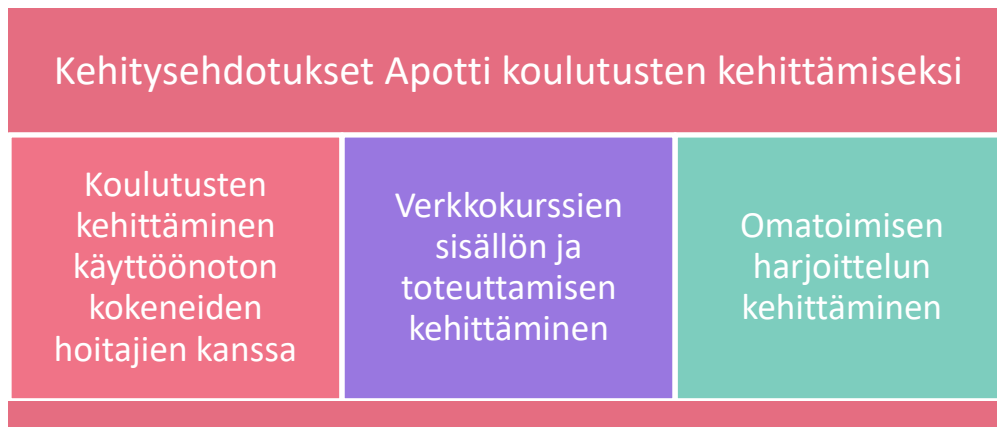 Kehitysehdotukset Apotti koulutusten kehittämiseksi
Koulutusten
kehittäminen
käyttöönoton
kokeneiden
hoitajien kanssa
Verkkokurssien
sisällön ja
toteuttamisen
kehittäminen
Omatoimisen
harjoittelun
kehittäminen